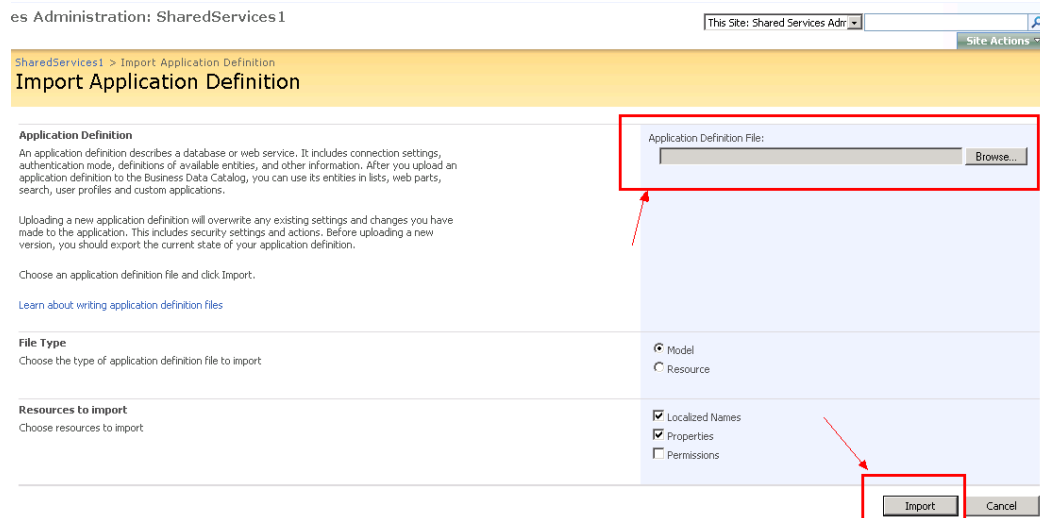 es Administration: SharedServices1
This Site: Shared Services Adm
Site Actions
SharedServices1 > Import Application Definition
Import Application Definition
Application Definition
An application definition describes a database or web service. It includes connection settings,
authentication mode, definitions of available entities, and other information. After you upload an
application definition to the Business Data Catalog, you can use its entities in lists, web parts,
search, user profiles and custom applications.
Uploading a new application definition will overwrite any existing settings and changes you have
made to the application. This includes security settings and actions. Before uploading a new
version, you should export the current state of your application definition.
Choose an application definition file and click Import.
Learn about writing application definition files
Application Definition File:
Browse...
File Type
Choose the type of application definition file to import
Model
Resource
Resources to import
Choose resources to import
Localized Names
Properties
Permissions
Import
Cancel